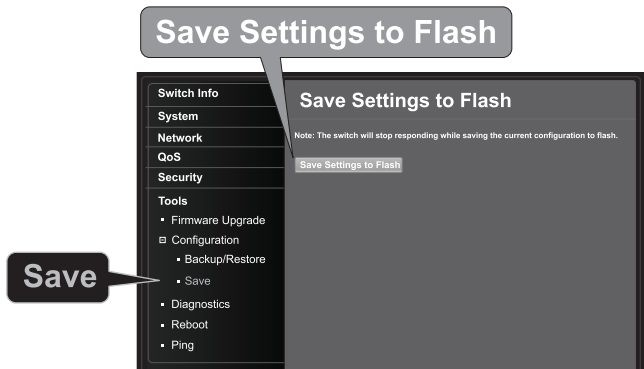 Save Settings to Flash
Switch Info
System
Network
QoS
Security
Tools
Firmware Upgrade
Configuration
Backup/Restore
Save
Diagnostics
Reboot
Ping
Save
Save Settings to Flash
Note: The switch will stop responding while saving the current configuration to flash.
Save Settings to Flash